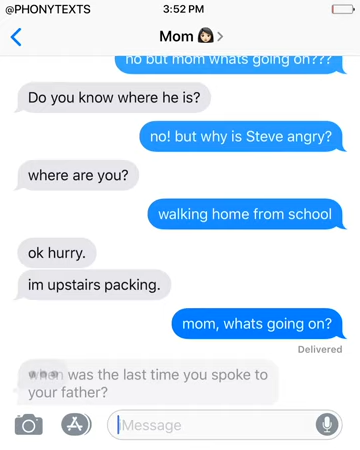 @PHONYTEXTS
3:52 PM
Mom
no but mom whats going on???
Do you know where he is?
no! but why is Steve angry?
where are you?
walking home from school
ok hurry.
im upstairs packing.
mom, whats going on?
Delivered
when was the last time you spoke to
your father?
iMessage